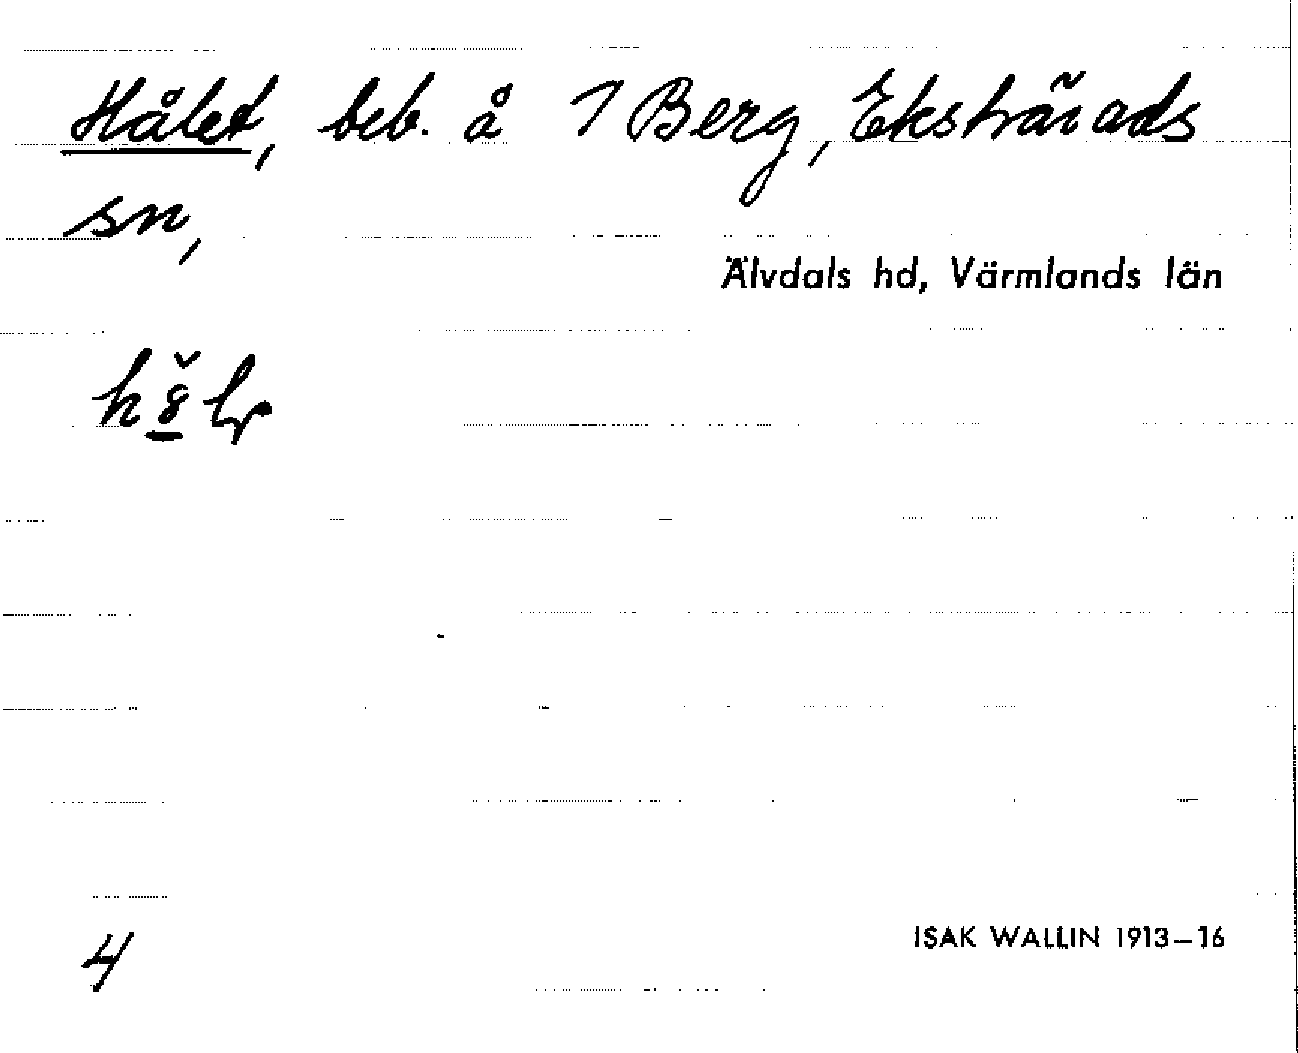 Hålet, beb. å 1 Berg, Ekshärads
sn,
Älvdals hd, Värmlands län
4
ISAK WALLIN 1913–16